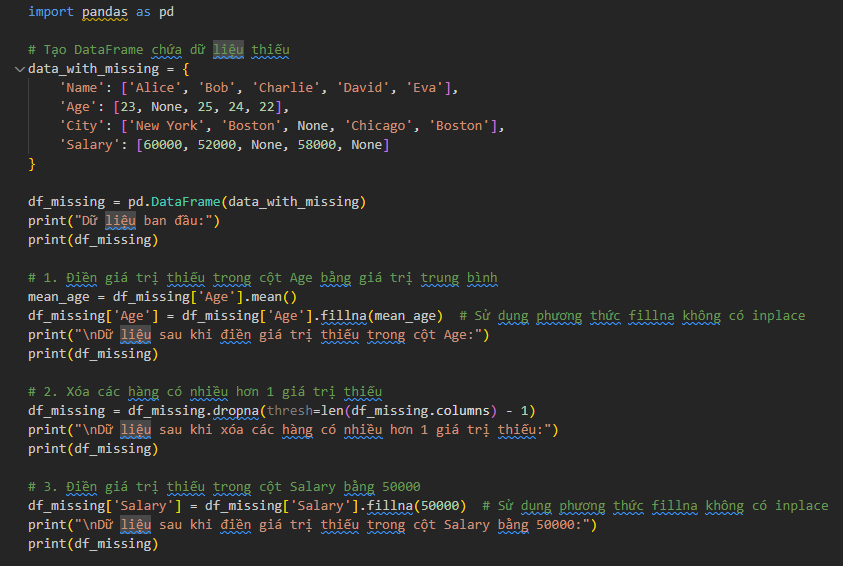 import pandas as pd
# Tạo DataFrame chứa dữ liệu thiếu
data_with_missing = {
'Name': ['Alice', 'Bob', 'Charlie', 'David', 'Eva'],
'Age': [23, None, 25, 24, 22],
'City': ['New York', 'Boston', None, 'Chicago', 'Boston'],
'Salary': [60000, 52000, None, 58000, None]
}
df_missing = pd.DataFrame(data_with_missing)
print("Dữ liệu ban đầu:")
print(df_missing)
# 1. Điền giá trị thiếu trong cột Age bằng giá trị trung bình
mean_age = df_missing['Age'].mean()
df_missing['Age'] = df_missing['Age'].fillna(mean_age)  # Sử dụng phương thức fillna không có inplace
print("\nDữ liệu sau khi điền giá trị thiếu trong cột Age:")
print(df_missing)
# 2. Xóa các hàng có nhiều hơn 1 giá trị thiếu
df_missing = df_missing.dropna(thresh=len(df_missing.columns) - 1)
print("\nDữ liệu sau khi xóa các hàng có nhiều hơn 1 giá trị thiếu:")
print(df_missing)
# 3. Điền giá trị thiếu trong cột Salary bằng 50000
df_missing['Salary'] = df_missing['Salary'].fillna(50000)  # Sử dụng phương thức fillna không có inplace
print("\nDữ liệu sau khi điền giá trị thiếu trong cột Salary bằng 50000:")
print(df_missing)